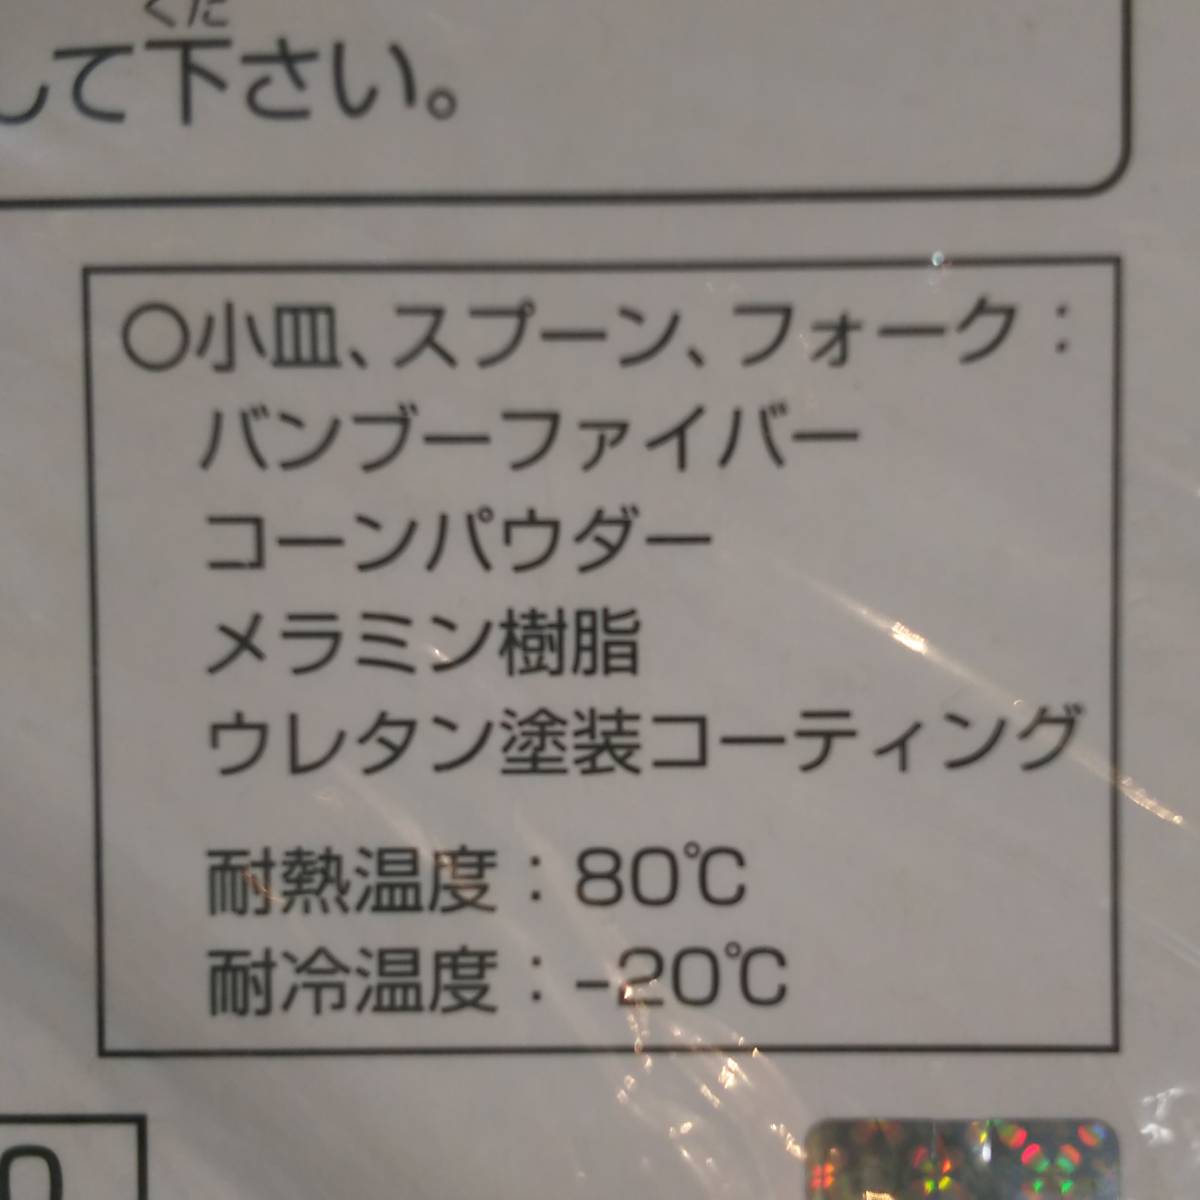 くだ
して下さい。
○小皿、スプーン、フォーク：
バンブーファイバー
コーンパウダー
メラミン樹脂
ウレタン塗装コーティング
耐熱温度：80℃
耐冷温度：-20℃
0